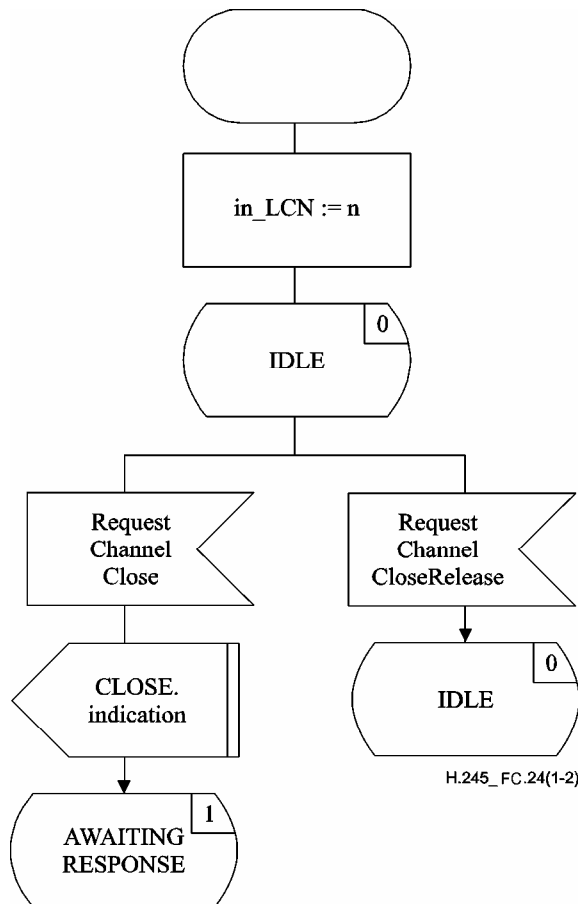 in_LCN := n
0
IDLE
Request
Channel
Close
Request
Channel
CloseRelease
CLOSE.
indication
0
IDLE
H.245_FC.24(1-2)
1
AWAITING
RESPONSE